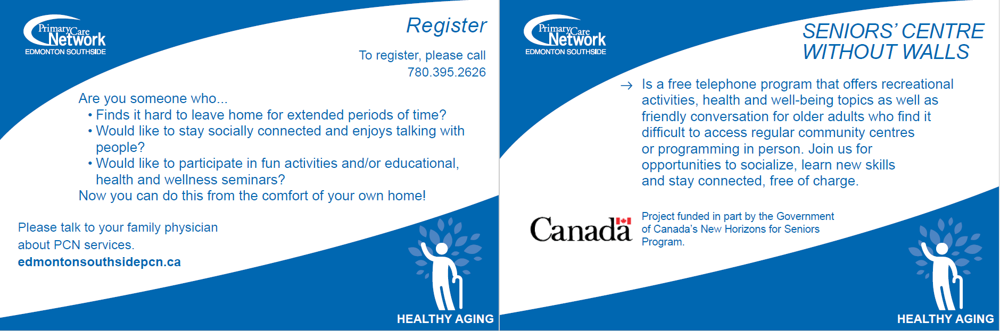 PrimaryCare
Network
EDMONTON SOUTHSIDE
Register
To register, please call
780.395.2626
Are you someone who...
• Finds it hard to leave home for extended periods of time?
• Would like to stay socially connected and enjoys talking with
people?
• Would like to participate in fun activities and/or educational,
health and wellness seminars?
Now you can do this from the comfort of your own home!
Please talk to your family physician
about PCN services.
edmontonsouthsidepcn.ca
HEALTHY AGING
PrimaryCare
Network
EDMONTON SOUTHSIDE
SENIORS’ CENTRE
WITHOUT WALLS
→ Is a free telephone program that offers recreational
activities, health and well-being topics as well as
friendly conversation for older adults who find it
difficult to access regular community centres
or programming in person. Join us for
opportunities to socialize, learn new skills
and stay connected, free of charge.
Canada
Project funded in part by the Government
of Canada’s New Horizons for Seniors
Program.
HEALTHY AGING